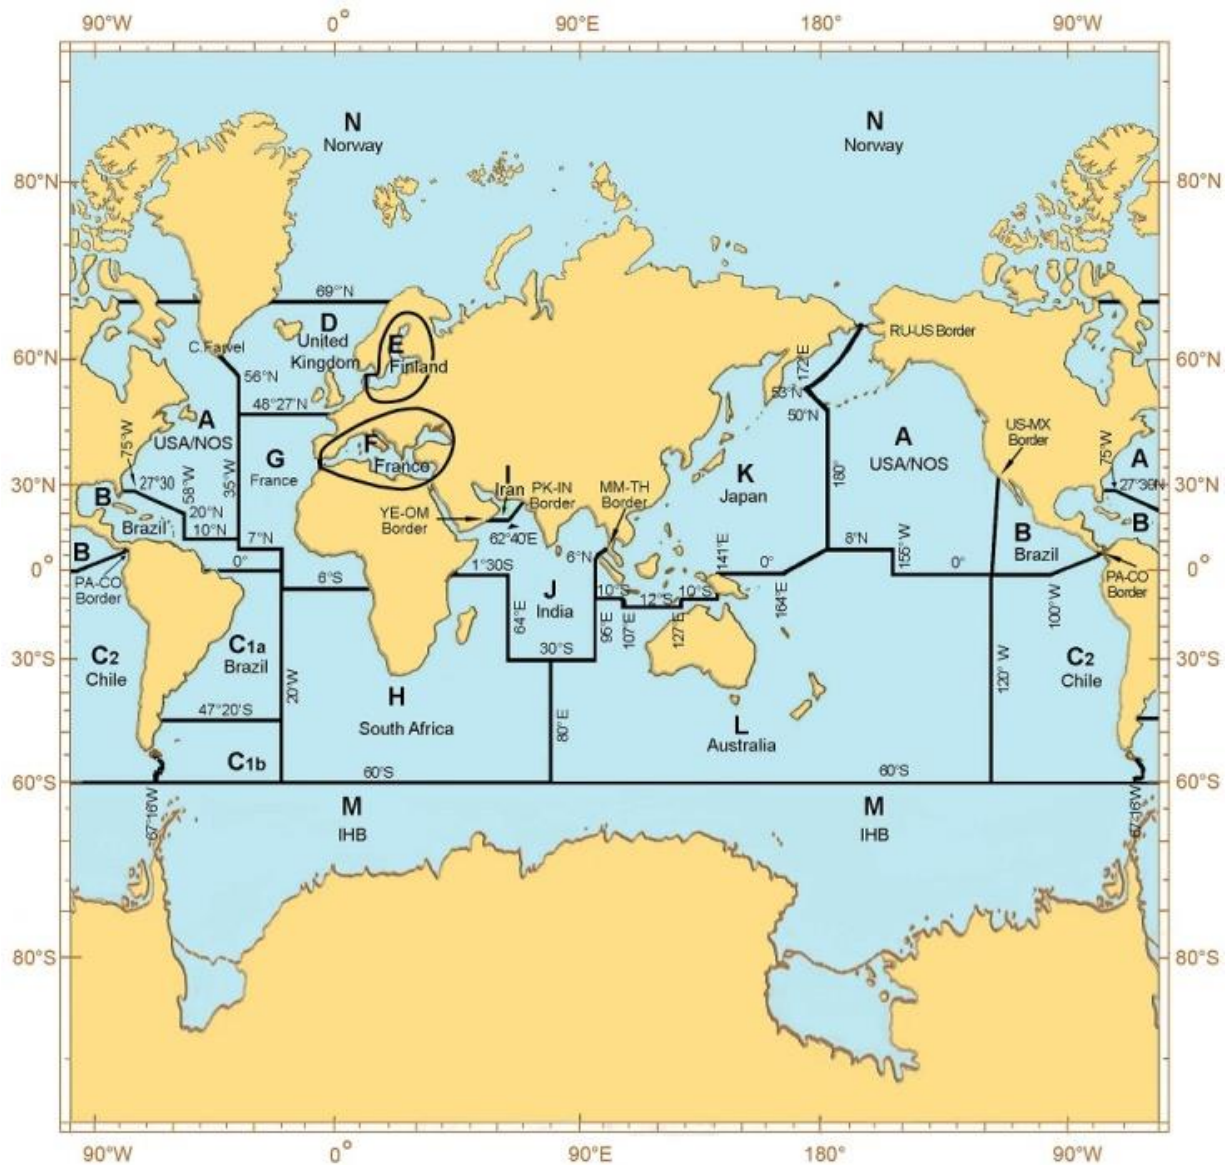 90°W 0° 90°E 180° 90°W
N
Norway
N
Norway
80°N
80°N
69°N
D
United
Kingdom
E
Finland
C.Farvel
RU-US Border
60°N
60°N
56°N
172°E
53°N
50°N
48°27'N
A
USA/NOS
75°W
F
France
G
France
35°W
58°W
27°30
K
Japan
180°
A
USA/NOS
US-MX
Border
75°W
A
27°30N
30°N
30°N
I
Iran
PK-IN
Border
MM-TH
Border
YE-OM
Border
62°40'E
B
Brazil
20°N
10°N
7°N
6°N
141°E
8°N
155°W
B
Brazil
B
B
PA-CO
Border
0°
0°
6°S
1°30S
0°
0°
0°
PA-CO
Border
164°E
100°W
J
India
64°E
10°S
12°S
10°S
95°E
107°E
127°E
30°S
C1a
Brazil
C2
Chile
30°S
30°S
120° W
C2
Chile
20°W
H
South Africa
47°20'S
80°E
L
Australia
C1b
60°S
60°S
60°S
60°S
67°16'W
M
IHB
M
IHB
67°16'W
80°S
80°S
90°W 0° 90°E 180° 90°W